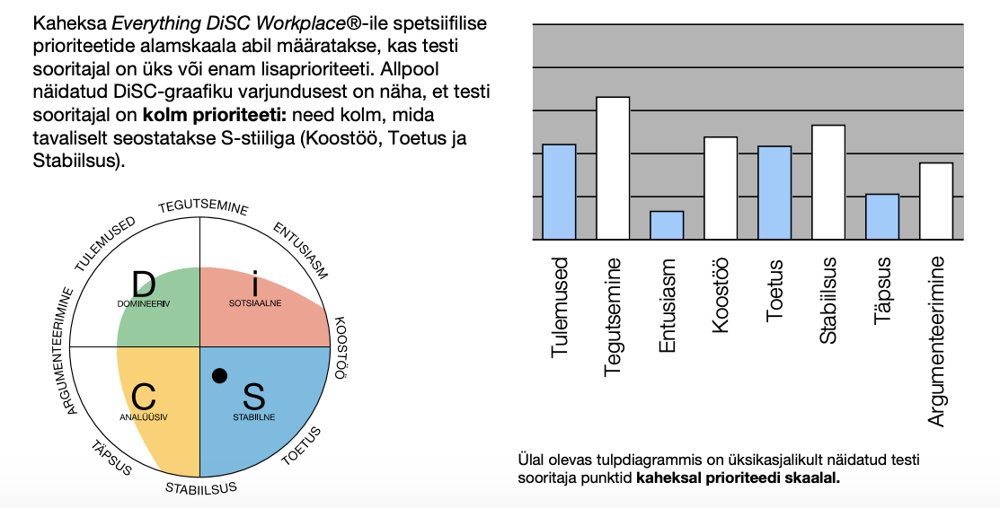 Kaheksa Everything DiSC Workplace®-ile spetsiifilise
prioriteetide alamskaala abil määratakse, kas testi
sooritajal on üks või enam lisaprioriteeti. Allpool
näidatud DiSC-graafiku varjundusest on näha, et testi
sooritajal on kolm prioriteeti: need kolm, mida
tavaliselt seostatakse S-stiiliga (Koostöö, Toetus ja
Stabiilsus).
TEGUTSEMINE
TULEMUSED
ENTUSIASM
D
DOMINEERIV
i
SOTSIAALNE
ARGUMENTEERIMINE
KOOSTÖÖ
C
ANALÜÜSIV
S
STABIILNE
TÄPSUS
TOETUS
STABIILSUS
Tulemused
Tegutsemine
Entusiasm
Koostöö
Toetus
Stabiilsus
Täpsus
Argumenteerimine
Ülal olevas tulpdiagrammis on üksikasjalikult näidatud testi
sooritaja punktid kaheksal prioriteedi skaalal.